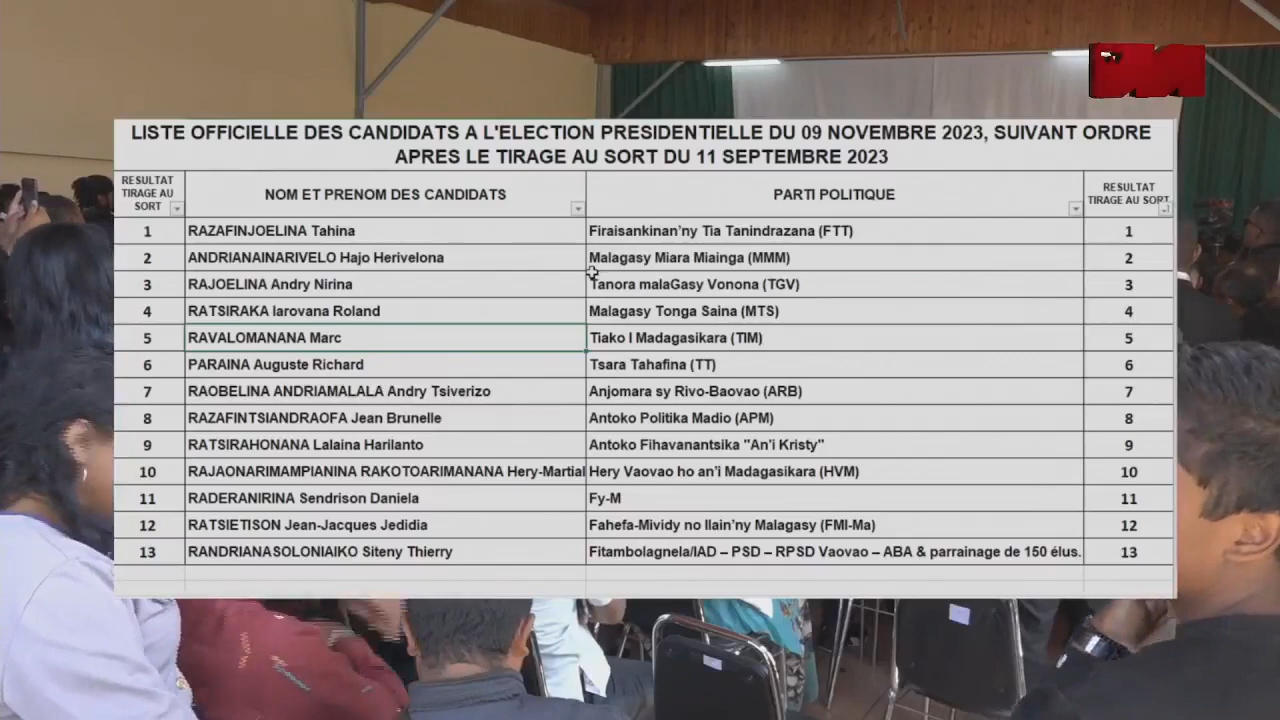 LISTE OFFICIELLE DES CANDIDATS A L'ELECTION PRESIDENTIELLE DU 09 NOVEMBRE 2023, SUIVANT ORDRE
APRES LE TIRAGE AU SORT DU 11 SEPTEMBRE 2023
RESULTAT TIRAGE AU SORT NOM ET PRENOM DES CANDIDATS PARTI POLITIQUE RESULTAT TIRAGE AU SORT
1 RAZAFINJOELINA Tahina Firaisankinan'ny Tia Tanindrazana (FTT) 1
2 ANDRIANAINARIVELO Hajo Herivelona Malagasy Miara Miainga (MMM) 2
3 RAJOELINA Andry Nirina Tanora malaGasy Vonona (TGV) 3
4 RATSIRAKA Iarovana Roland Malagasy Tonga Saina (MTS) 4
5 RAVALOMANANA Marc Tiako I Madagasikara (TIM) 5
6 PARAINA Auguste Richard Tsara Tahafina (TT) 6
7 RAOBELINA ANDRIAMALALA Andry Tsiverizo Anjomara sy Rivo-Baovao (ARB) 7
8 RAZAFINTSIANDRAOFA Jean Brunelle Antoko Politika Madio (APM) 8
9 RATSIRAHONANA Lalaina Harilanto Antoko Fihavanantsika "An'i Kristy" 9
10 RAJAONARIMAMPIANINA RAKOTOARIMANANA Hery-Martial Hery Vaovao ho an'i Madagasikara (HVM) 10
11 RADERANIRINA Sendrison Daniela Fy-M 11
12 RATSIETISON Jean-Jacques Jedidia Fahefa-Mividy no Ilain'ny Malagasy (FMI-Ma) 12
13 RANDRIANASOLONIAIKO Siteny Thierry Fitambolagnela/IAD – PSD – RPSD Vaovao – ABA & parrainage de 150 élus. 13